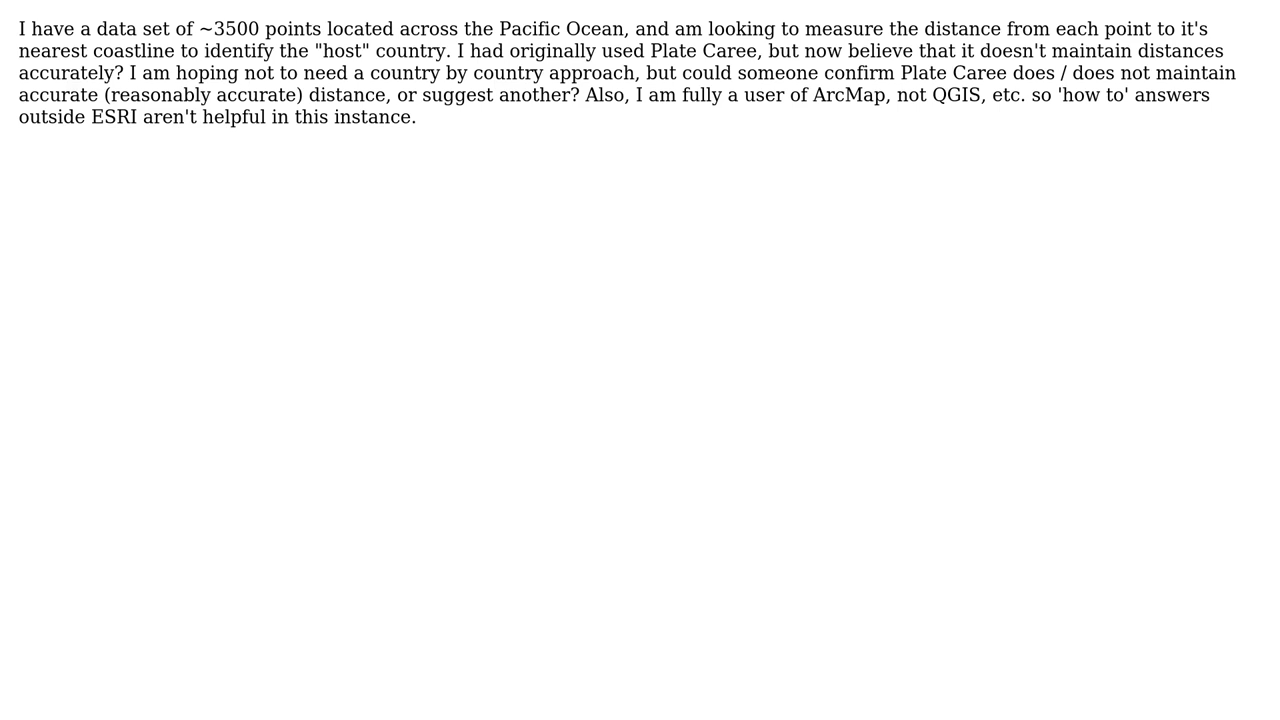 I have a data set of ~3500 points located across the Pacific Ocean, and am looking to measure the distance from each point to it's
nearest coastline to identify the "host" country. I had originally used Plate Caree, but now believe that it doesn't maintain distances
accurately? I am hoping not to need a country by country approach, but could someone confirm Plate Caree does / does not maintain
accurate (reasonably accurate) distance, or suggest another? Also, I am fully a user of ArcMap, not QGIS, etc. so 'how to' answers
outside ESRI aren't helpful in this instance.